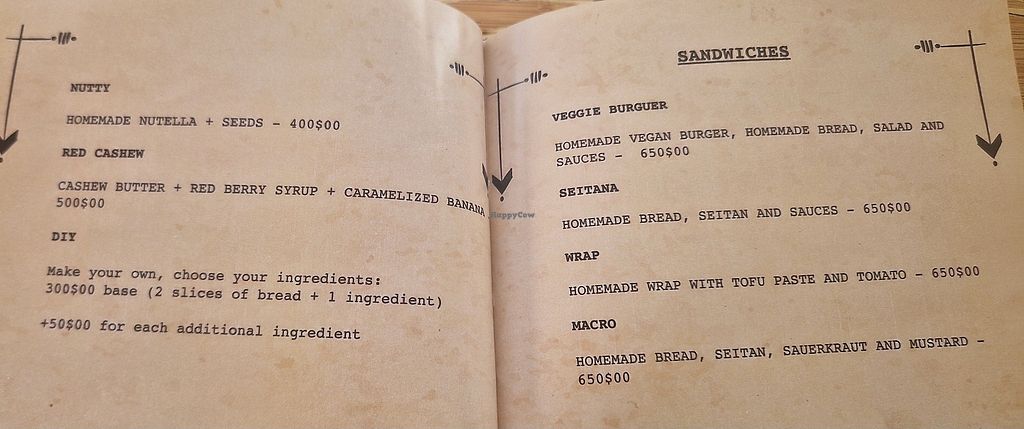 NUTTY
HOMEMADE NUTELLA + SEEDS - 400$00
RED CASHEW
CASHEW BUTTER + RED BERRY SYRUP + CARAMELIZED BANANA
500$00
DIY
Make your own, choose your ingredients:
300$00 base (2 slices of bread + 1 ingredient)
+50$00 for each additional ingredient
SANDWICHES
VEGGIE BURGUER
HOMEMADE VEGAN BURGER, HOMEMADE BREAD, SALAD AND
SAUCES - 650$00
SEITANA
HOMEMADE BREAD, SEITAN AND SAUCES - 650$00
WRAP
HOMEMADE WRAP WITH TOFU PASTE AND TOMATO - 650$00
MACRO
HOMEMADE BREAD, SEITAN, SAUERKRAUT AND MUSTARD -
650$00
HappyCow